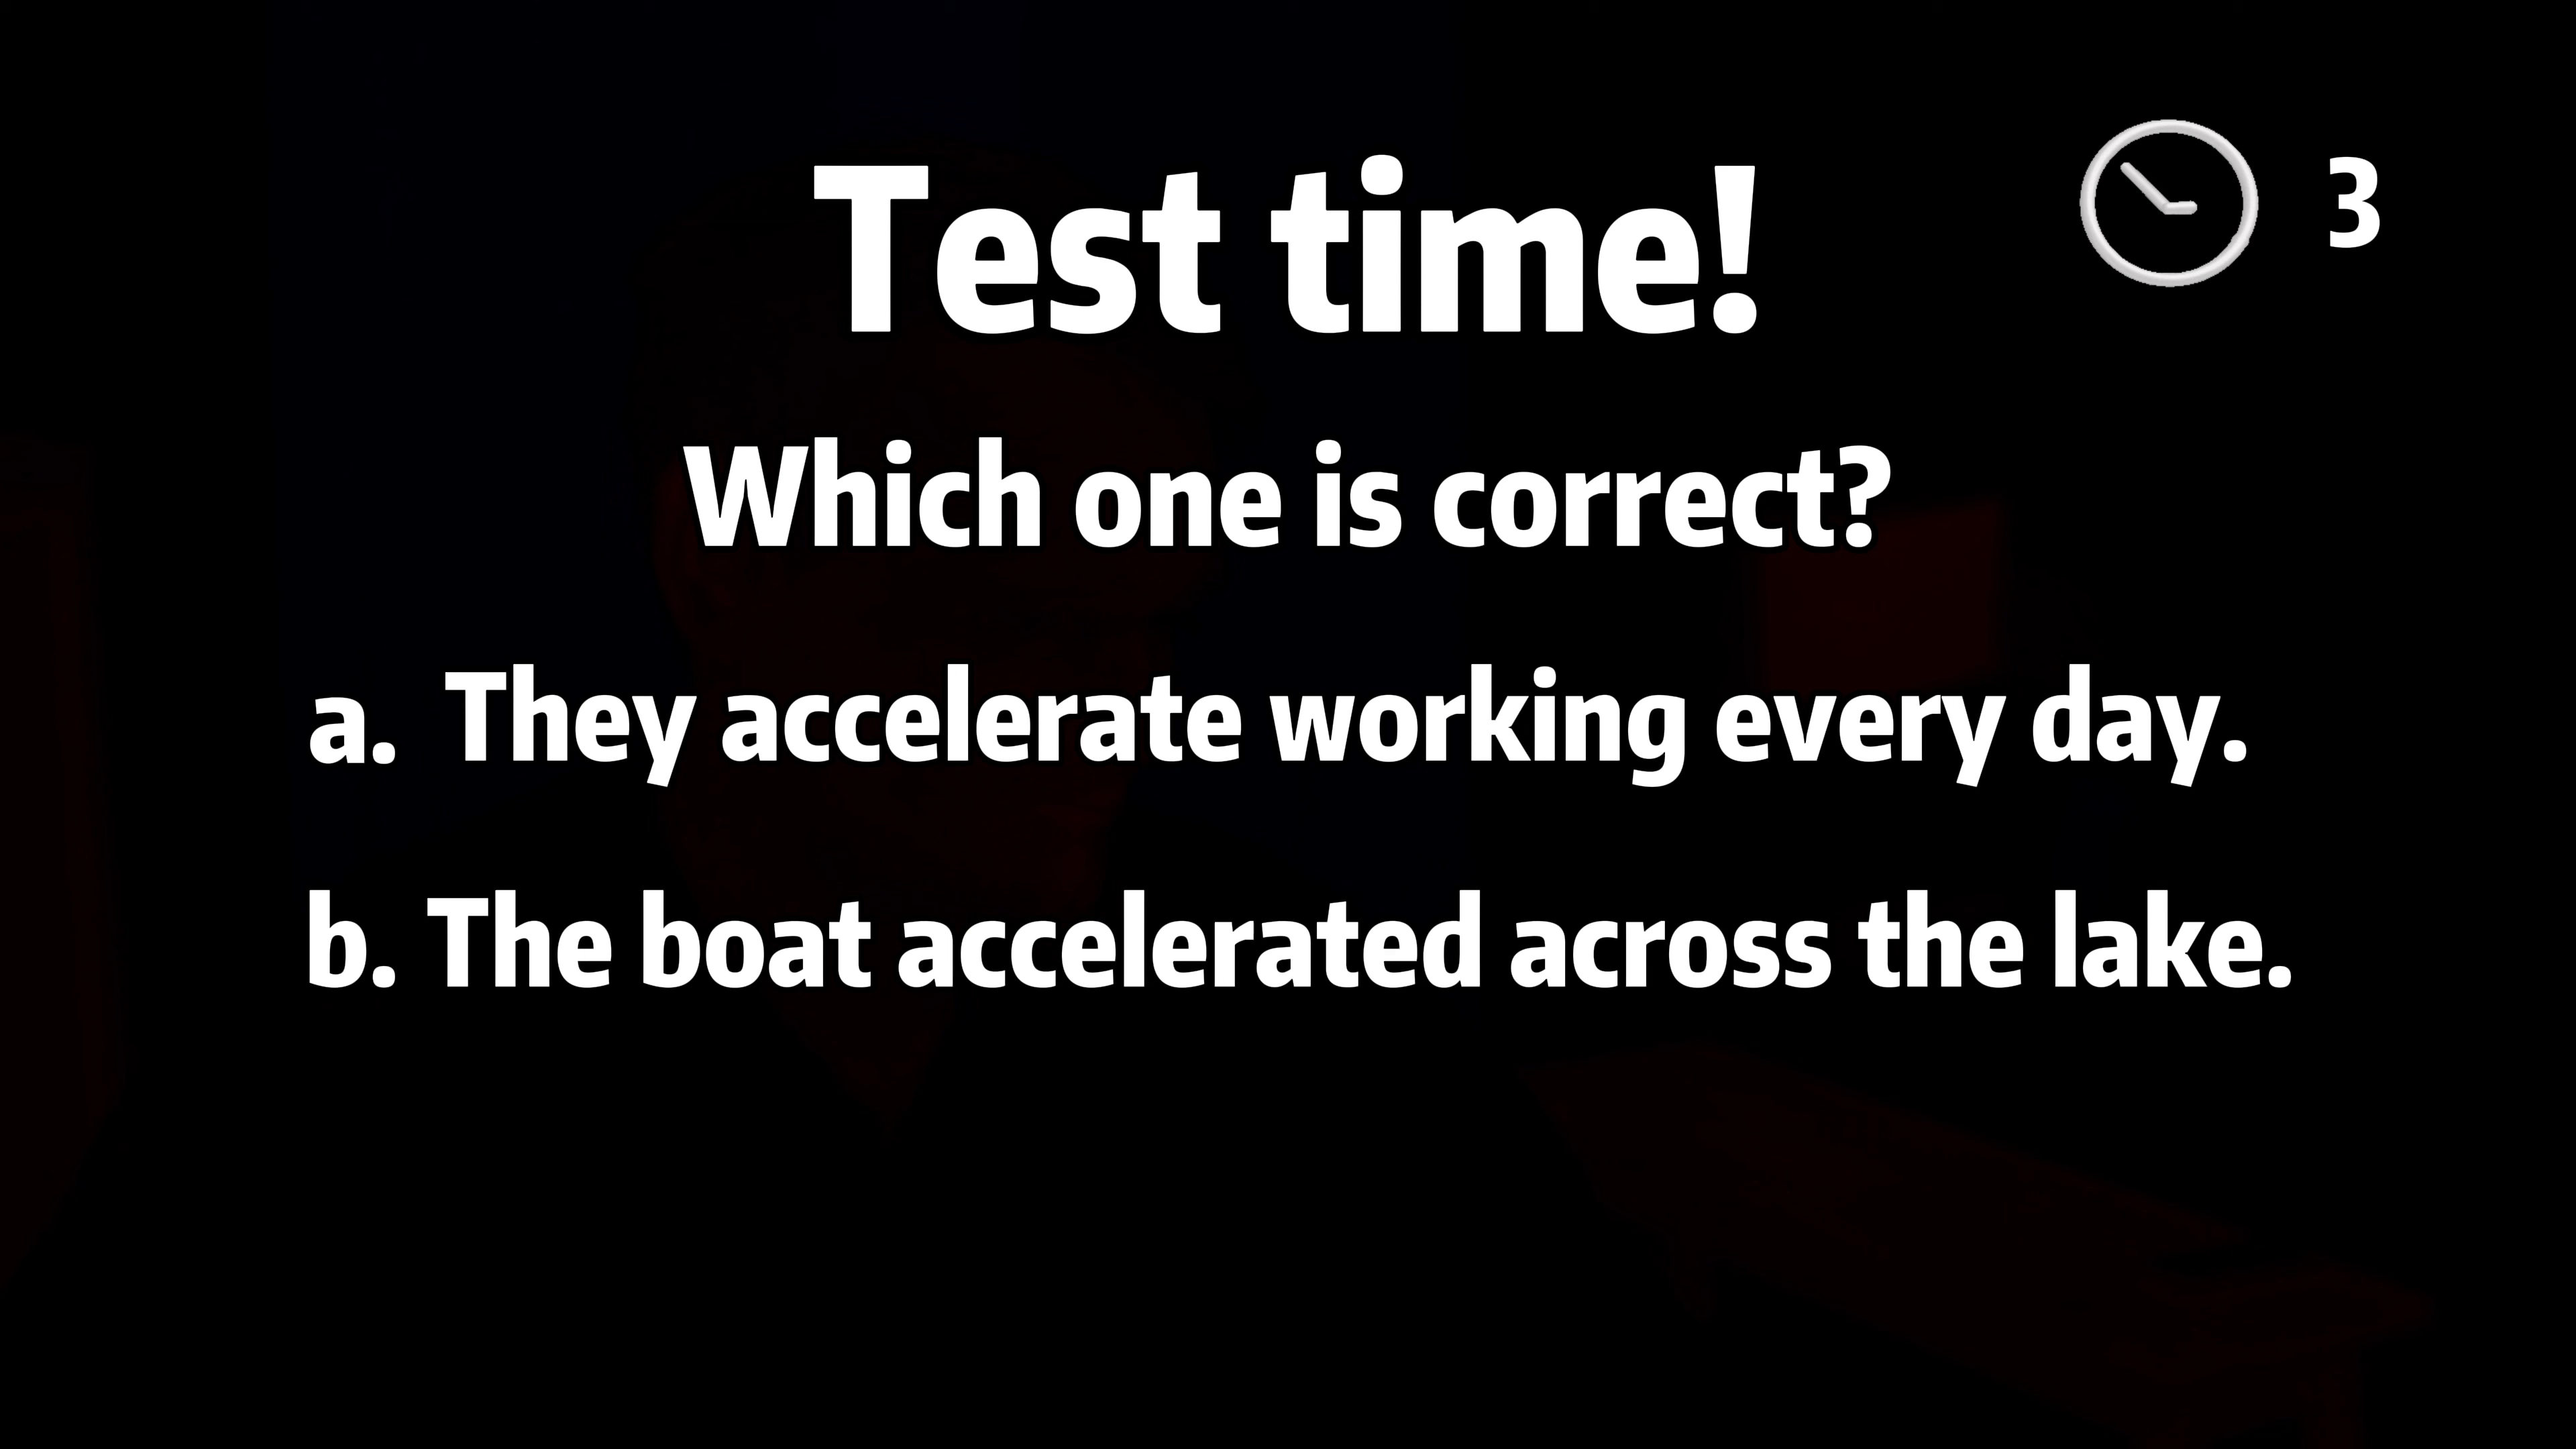 Test time!
3
Which one is correct?
a. They accelerate working every day.
b. The boat accelerated across the lake.